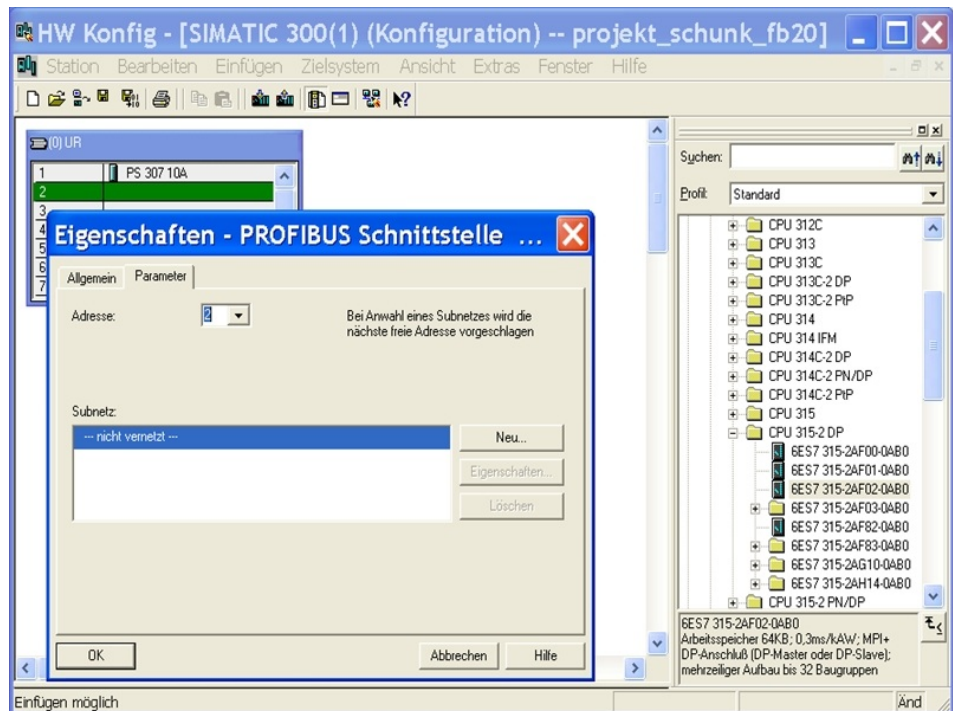 HW Konfig - [SIMATIC 300(1) (Konfiguration) -- projekt_schunk_fb20]
Station Bearbeiten Einfügen Zielsystem Ansicht Extras Fenster Hilfe
(0) UR
1 PS 307 10A
2
3
4
5
6
7
Eigenschaften - PROFIBUS Schnittstelle ...
Allgemein Parameter
Adresse: 2
Bei Anwahl eines Subnetzes wird die
nächste freie Adresse vorgeschlagen
Subnetz:
--- nicht vernetzt ---
Neu...
Eigenschaften...
Löschen
OK Abbrechen Hilfe
Suchen:
Profil: Standard
CPU 312C
CPU 313
CPU 313C
CPU 313C-2 DP
CPU 313C-2 PtP
CPU 314
CPU 314 IFM
CPU 314C-2 DP
CPU 314C-2 PN/DP
CPU 314C-2 PtP
CPU 315
CPU 315-2 DP
6ES7 315-2AF00-0AB0
6ES7 315-2AF01-0AB0
6ES7 315-2AF02-0AB0
6ES7 315-2AF03-0AB0
6ES7 315-2AF82-0AB0
6ES7 315-2AF83-0AB0
6ES7 315-2AG10-0AB0
6ES7 315-2AH14-0AB0
CPU 315-2 PN/DP
6ES7 315-2AF02-0AB0
Arbeitsspeicher 64KB; 0,3ms/kAW; MPI+
DP-Anschluß (DP-Master oder DP-Slave);
mehrzeiliger Aufbau bis 32 Baugruppen
Einfügen möglich
Änd